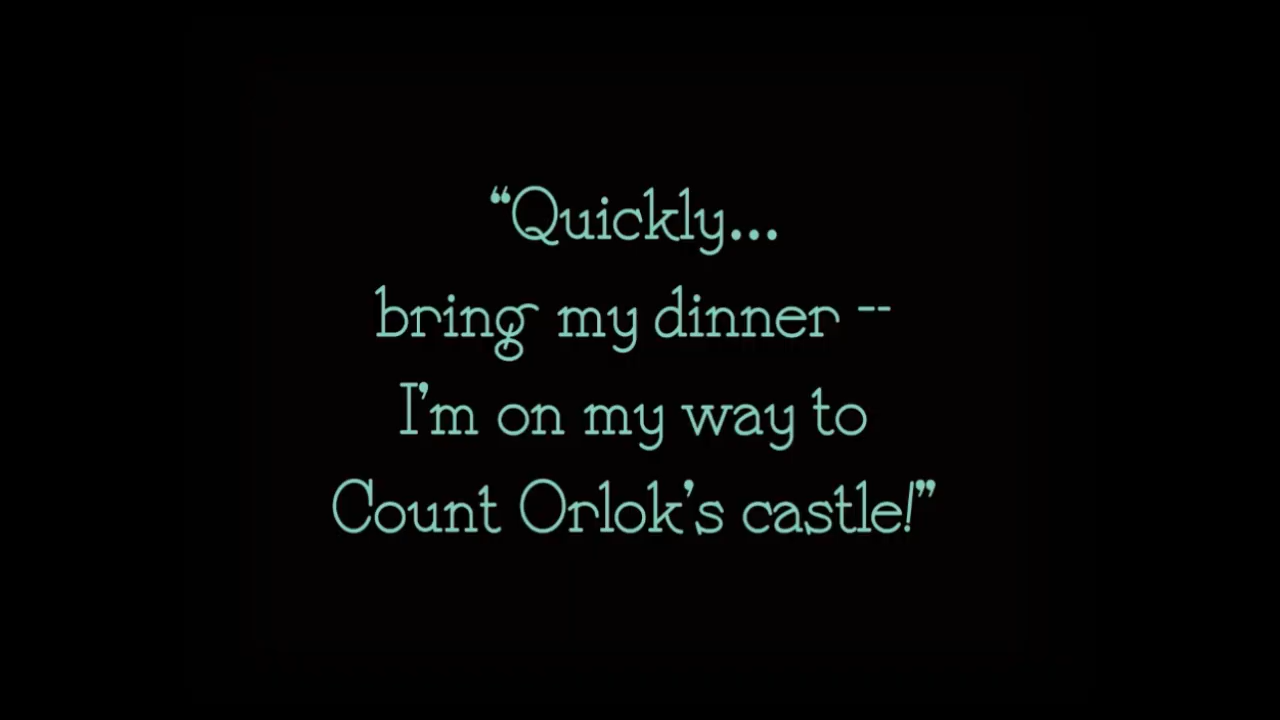 “Quickly...
bring my dinner --
I’m on my way to
Count Orlok’s castle!”